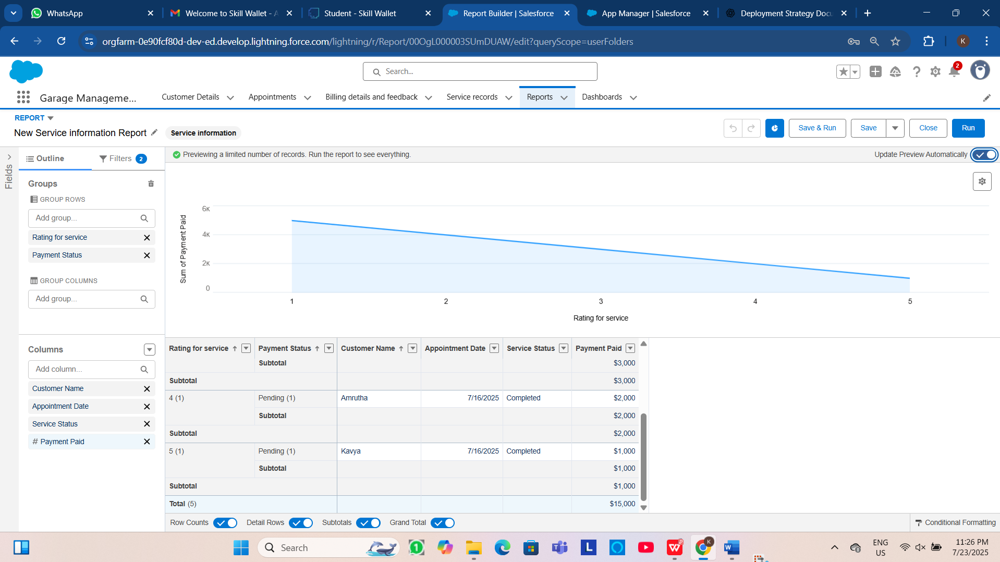 WhatsApp
Welcome to Skill Wallet - A
Student - Skill Wallet
Report Builder | Salesforce
App Manager | Salesforce
Deployment Strategy Docu
orgfarm-0e90fcf80d-dev-ed.develop.lightning.force.com/lightning/r/Report/00OgL000003SUmDUAW/edit?queryScope=userFolders
K
Search...
2
Garage Manageme...
Customer Details
Appointments
Billing details and feedback
Service records
Reports
Dashboards
REPORT
New Service information Report
Service information
Save & Run
Save
Close
Run
Fields
Outline
Filters 2
Previewing a limited number of records. Run the report to see everything.
Update Preview Automatically
Groups
GROUP ROWS
Add group...
Rating for service
Payment Status
GROUP COLUMNS
Add group...
Sum of Payment Paid
6K
4K
2K
0
1 2 3 4 5
Rating for service
Columns
Add column...
Customer Name
Appointment Date
Service Status
# Payment Paid
Rating for service ↑ Payment Status ↑ Customer Name ↑ Appointment Date Service Status Payment Paid
Subtotal $3,000
Subtotal $3,000
4 (1) Pending (1) Amrutha 7/16/2025 Completed $2,000
Subtotal $2,000
Subtotal $2,000
5 (1) Pending (1) Kavya 7/16/2025 Completed $1,000
Subtotal $1,000
Subtotal $1,000
Total (5) $15,000
Row Counts Detail Rows Subtotals Grand Total
Conditional Formatting
Search
ENG
US
11:26 PM
7/23/2025